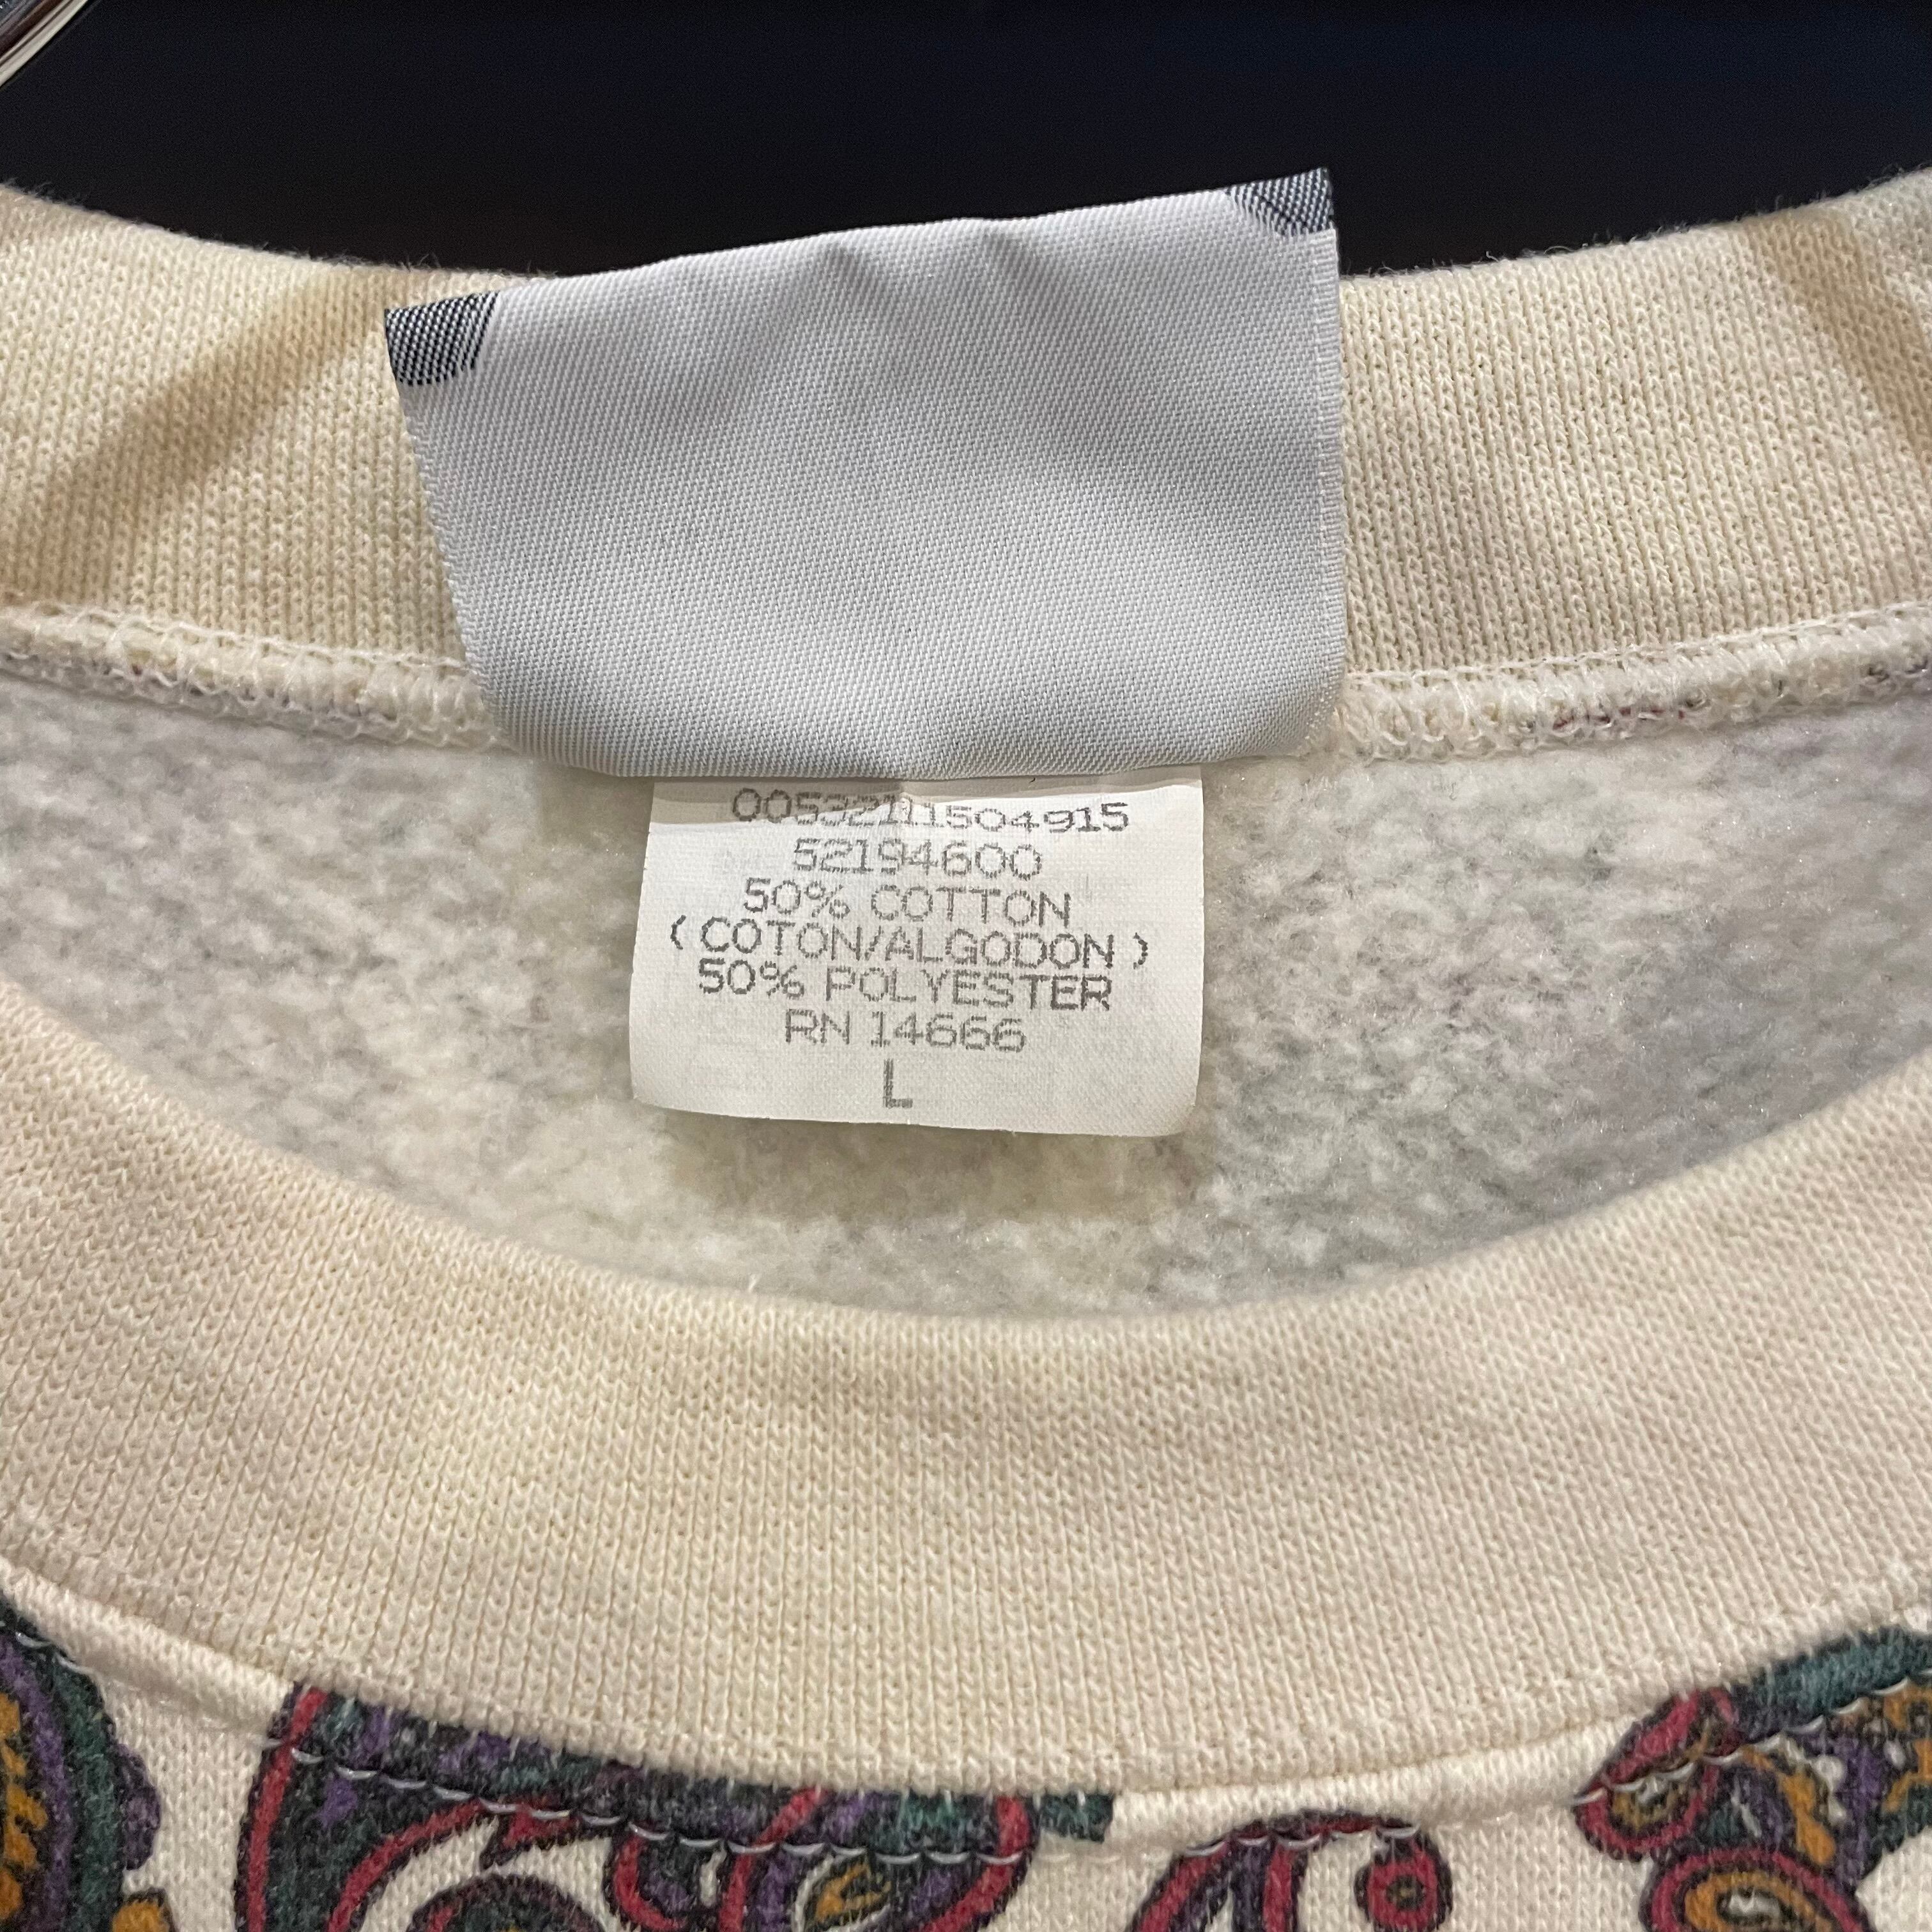 00532111504915
52194600
50% COTTON
( COTON/ALGODON )
50% POLYESTER
RN 14666
L